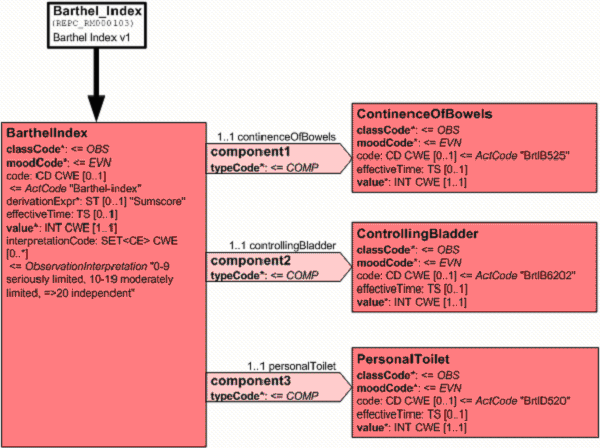 Barthel_Index
(REPC_RM000103)
Barthel Index v1
BarthelIndex
classCode*: <= OBS
moodCode*: <= EVN
code: CD CWE [0..1]
<= ActCode "Barthel-index"
derivationExpr*: ST [0..1] "Sumscore"
effectiveTime: TS [0..1]
value*: INT CWE [1..1]
interpretationCode: SET<CE> CWE
[0..*]
<= ObservationInterpretation "0-9
seriously limited, 10-19 moderately
limited, =>20 independent"
1..1 continenceOfBowels
component1
typeCode*: <= COMP
ContinenceOfBowels
classCode*: <= OBS
moodCode*: <= EVN
code: CD CWE [0..1] <= ActCode "BrtlB525"
effectiveTime: TS [0..1]
value*: INT CWE [1..1]
1..1 controllingBladder
component2
typeCode*: <= COMP
ControllingBladder
classCode*: <= OBS
moodCode*: <= EVN
code: CD CWE [0..1] <= ActCode "BrtlB6202"
effectiveTime: TS [0..1]
value*: INT CWE [1..1]
1..1 personalToilet
component3
typeCode*: <= COMP
PersonalToilet
classCode*: <= OBS
moodCode*: <= EVN
code: CD CWE [0..1] <= ActCode "BrtlD520"
effectiveTime: TS [0..1]
value*: INT CWE [1..1]